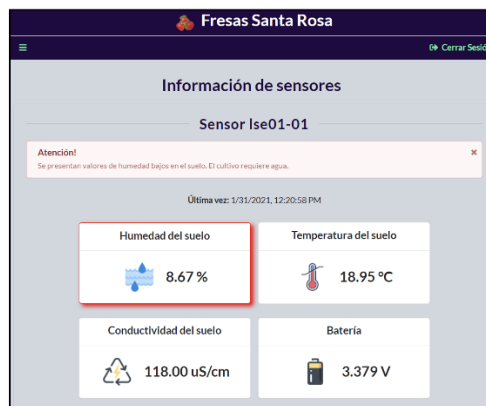 Fresas Santa Rosa
Cerrar Sesió
Información de sensores
Sensor lse01-01
Atención!
Se presentan valores de humedad bajos en el suelo. El cultivo requiere agua.
Última vez: 1/31/2021, 12:20:58 PM
Humedad del suelo
Temperatura del suelo
8.67 %
18.95 ºC
Conductividad del suelo
Batería
118.00 uS/cm
3.379 V